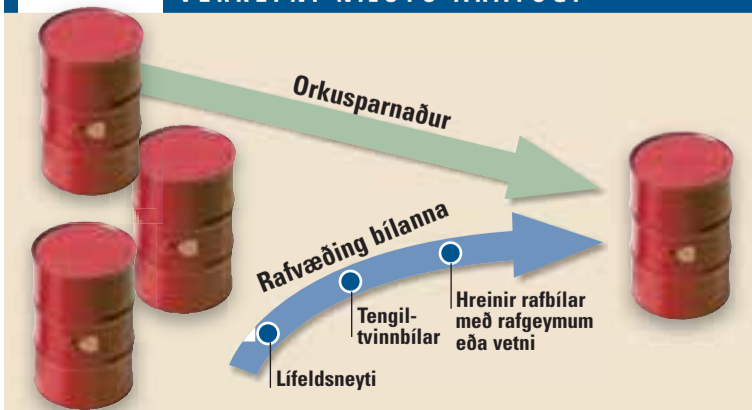 Orkusparnaður
Rafvæðing bílanna
Hreinir rafbílar
með rafgeymum
eða vetni
Tengil-
tvinnbílar
Lífeldsneyti